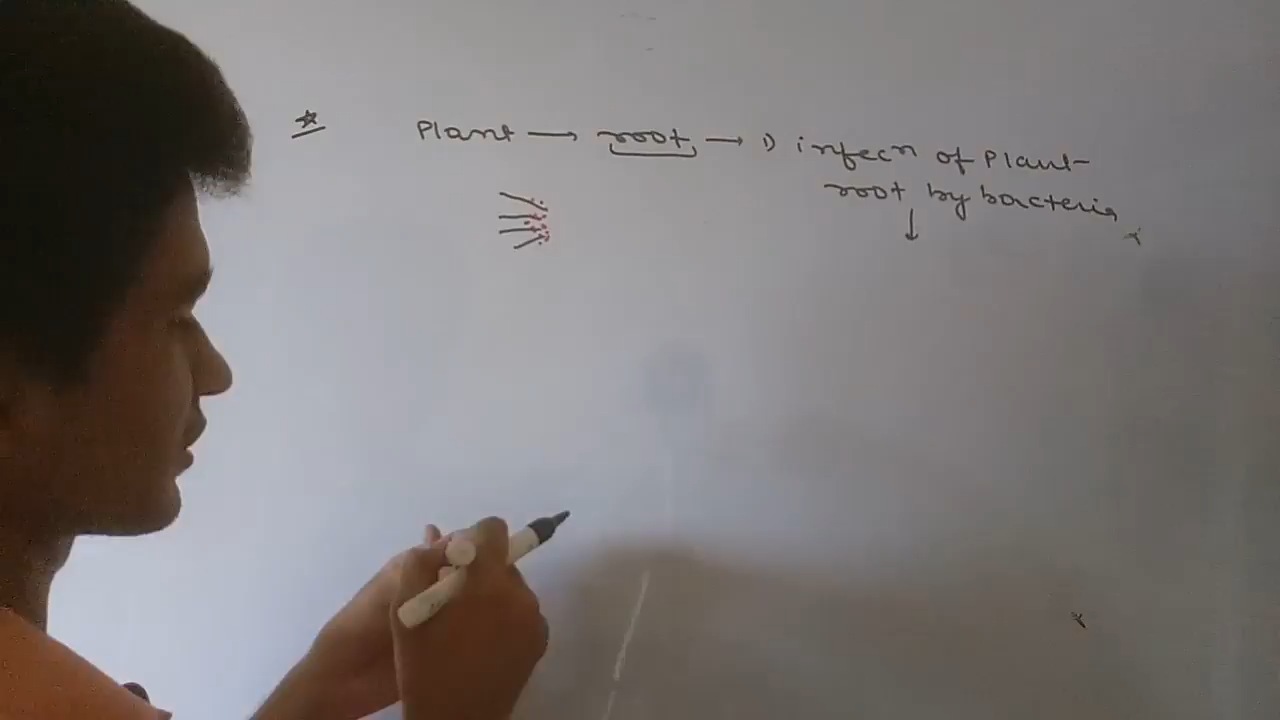 Plant → root → 1) infecn of Plant-
root by bacteria
↓